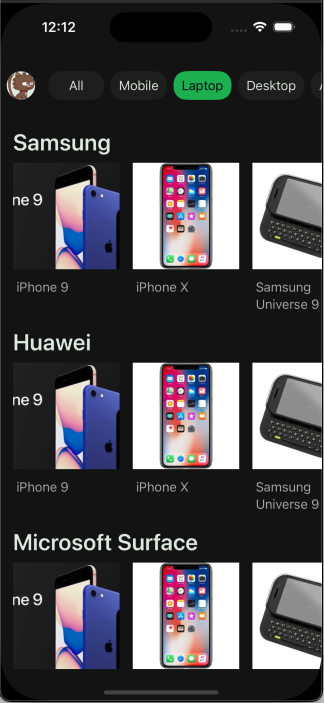 12:12
All
Mobile
Laptop
Desktop
Samsung
ne 9
iPhone 9
iPhone X
Samsung
Universe 9
Huawei
ne 9
iPhone 9
iPhone X
Samsung
Universe 9
Microsoft Surface
ne 9